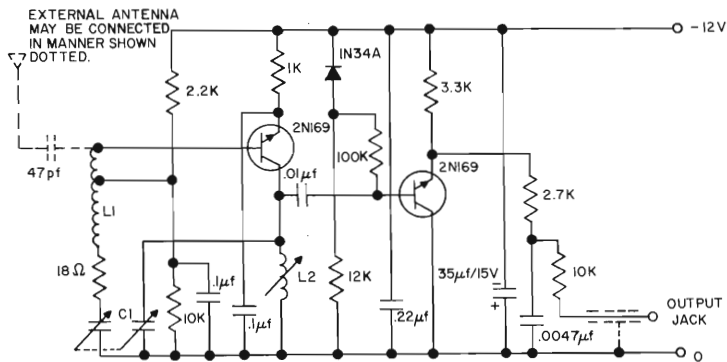 EXTERNAL ANTENNA
MAY BE CONNECTED
IN MANNER SHOWN
DOTTED.
-12V
1N34A
1K
2.2K
3.3K
2N169
100K
2N169
47pf
.01µf
2.7K
L1
18Ω
L2
12K
35µf/15V
10K
.1µf
C1
10K
.1µf
.22µf
.0047µf
OUTPUT
JACK
0